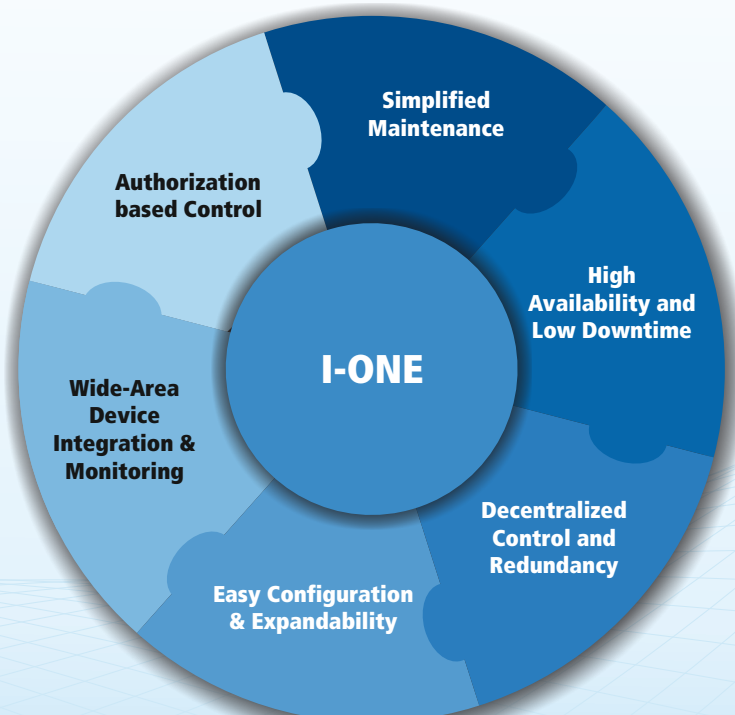 Simplified
Maintenance
High
Availability and
Low Downtime
Decentralized
Control and
Redundancy
Easy Configuration
& Expandability
Wide-Area
Device
Integration &
Monitoring
Authorization
based Control
I-ONE